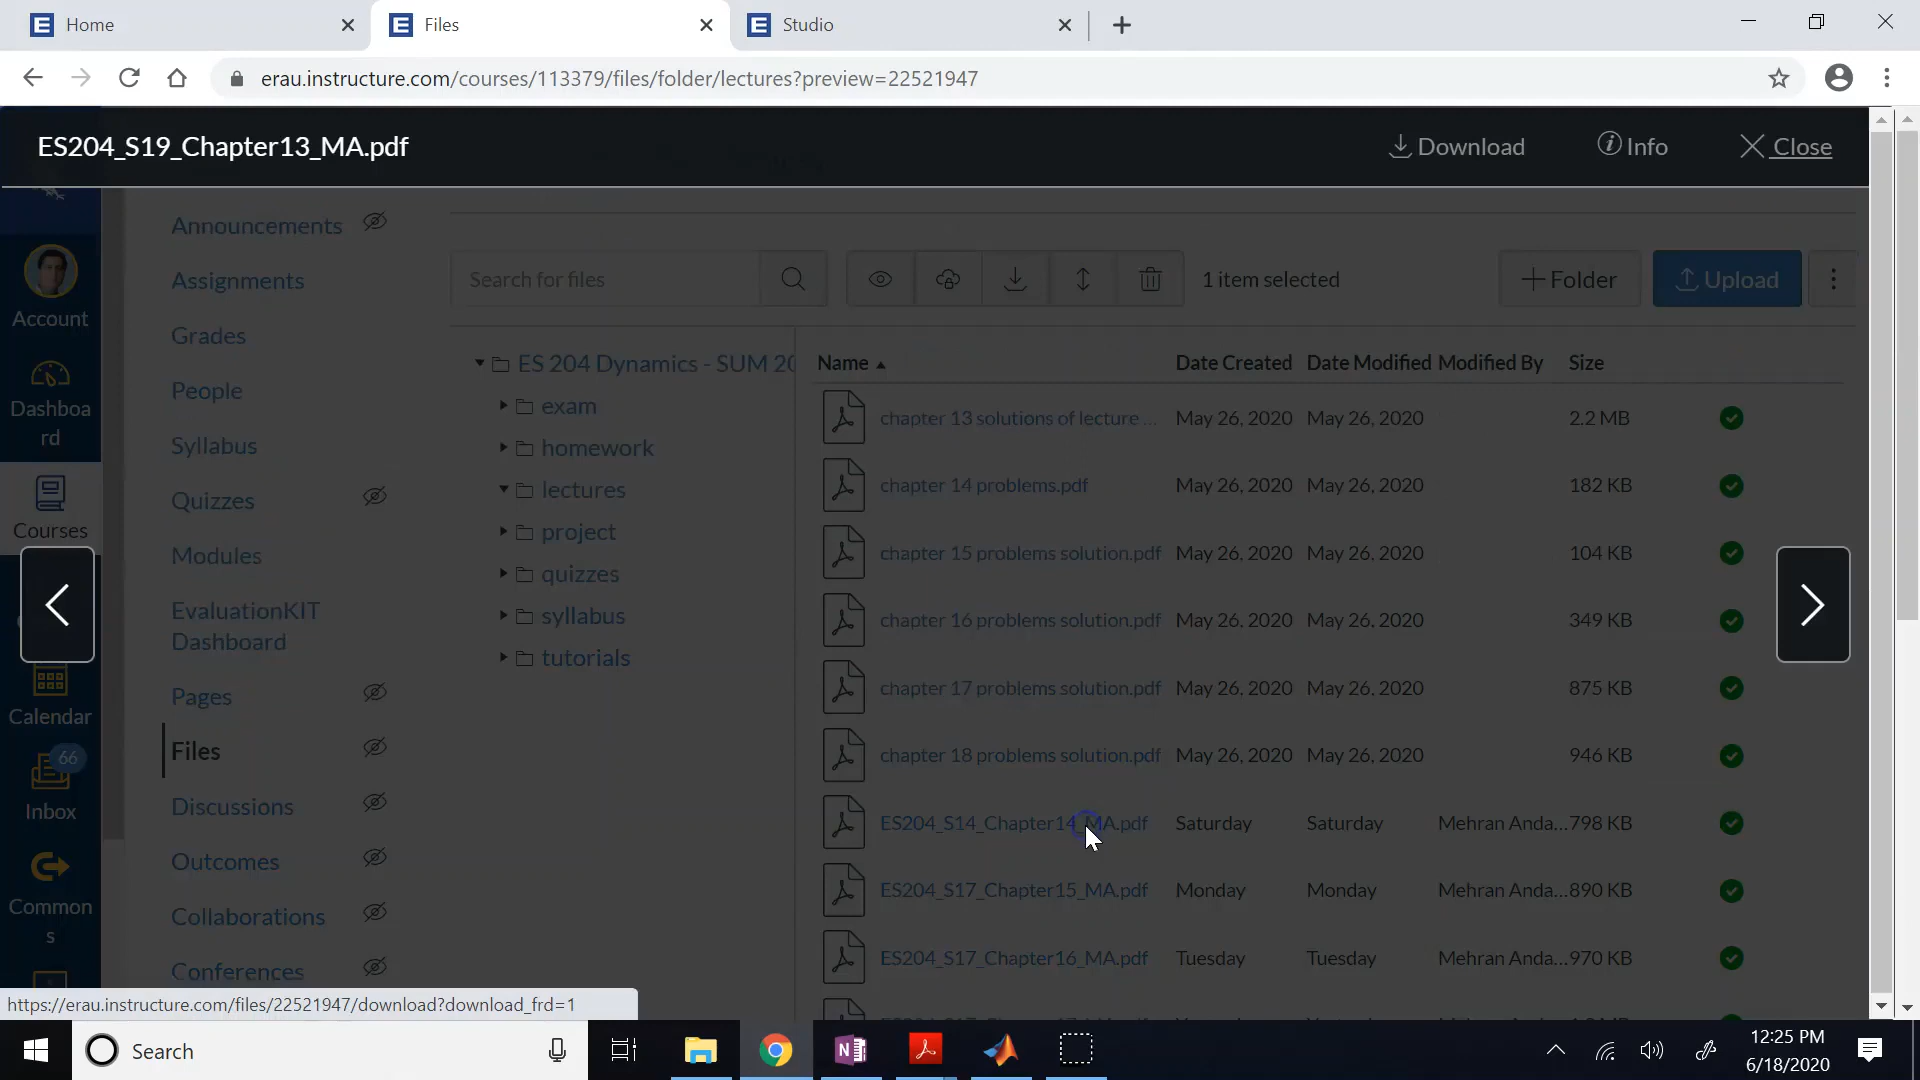 Home
Files
Studio
erau.instructure.com/courses/113379/files/folder/lectures?preview=22521947
ES204_S19_Chapter13_MA.pdf
Download
Info
Close
Account
Dashboa
rd
Courses
Calendar
66
Inbox
Common
s
Announcements
Assignments
Grades
People
Syllabus
Quizzes
Modules
EvaluationKIT
Dashboard
Pages
Files
Discussions
Outcomes
Collaborations
Conferences
Search for files
1 item selected
Folder
Upload
ES 204 Dynamics - SUM 20
exam
homework
lectures
project
quizzes
syllabus
tutorials
Name Date Created Date Modified Modified By Size
chapter 13 solutions of lecture ... May 26, 2020 May 26, 2020 2.2 MB
chapter 14 problems.pdf May 26, 2020 May 26, 2020 182 KB
chapter 15 problems solution.pdf May 26, 2020 May 26, 2020 104 KB
chapter 16 problems solution.pdf May 26, 2020 May 26, 2020 349 KB
chapter 17 problems solution.pdf May 26, 2020 May 26, 2020 875 KB
chapter 18 problems solution.pdf May 26, 2020 May 26, 2020 946 KB
ES204_S14_Chapter14_MA.pdf Saturday Saturday Mehran Anda... 798 KB
ES204_S17_Chapter15_MA.pdf Monday Monday Mehran Anda... 890 KB
ES204_S17_Chapter16_MA.pdf Tuesday Tuesday Mehran Anda... 970 KB
https://erau.instructure.com/files/22521947/download?download_frd=1
Search
12:25 PM
6/18/2020